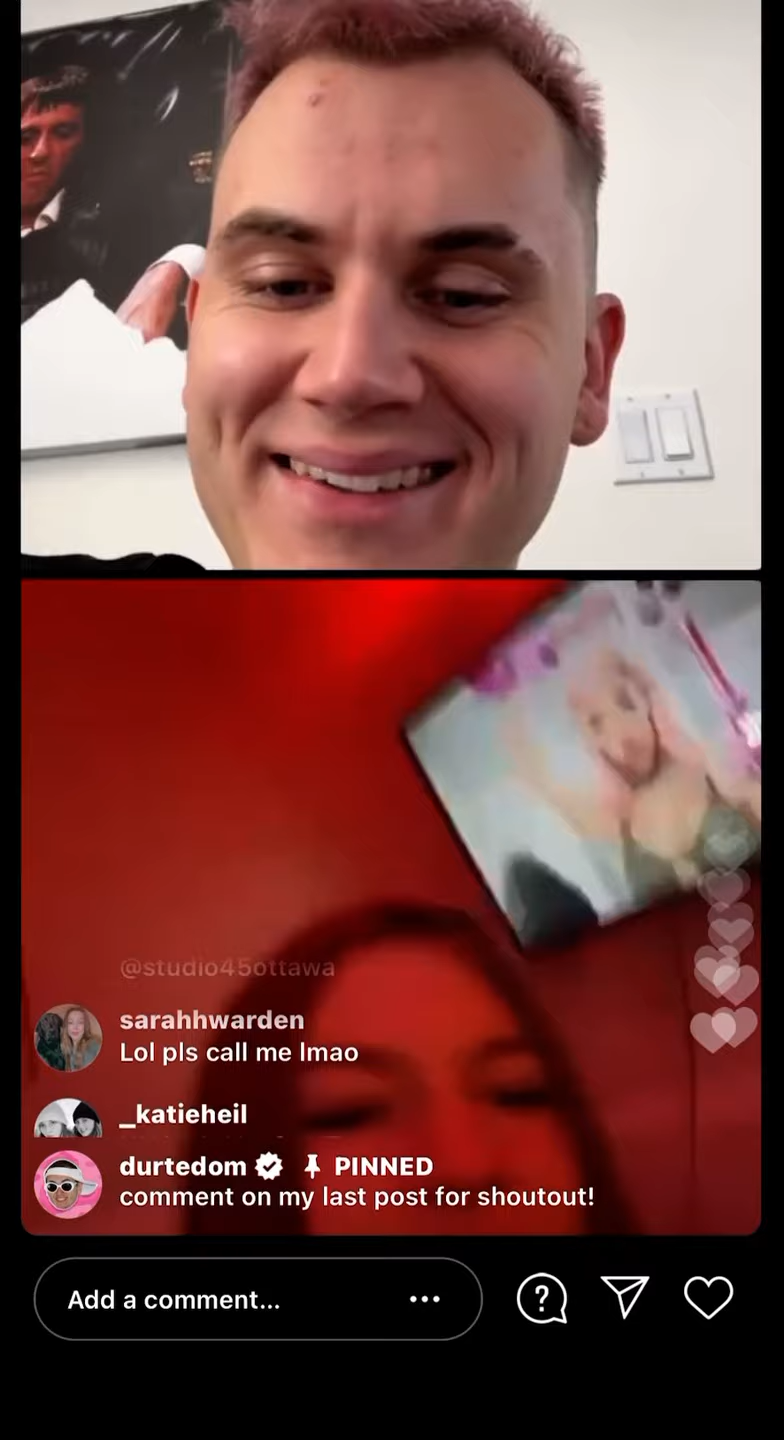 @studio45ottawa
sarahhwarden
Lol pls call me lmao
_katieheil
durtedom PINNED
comment on my last post for shoutout!
Add a comment...